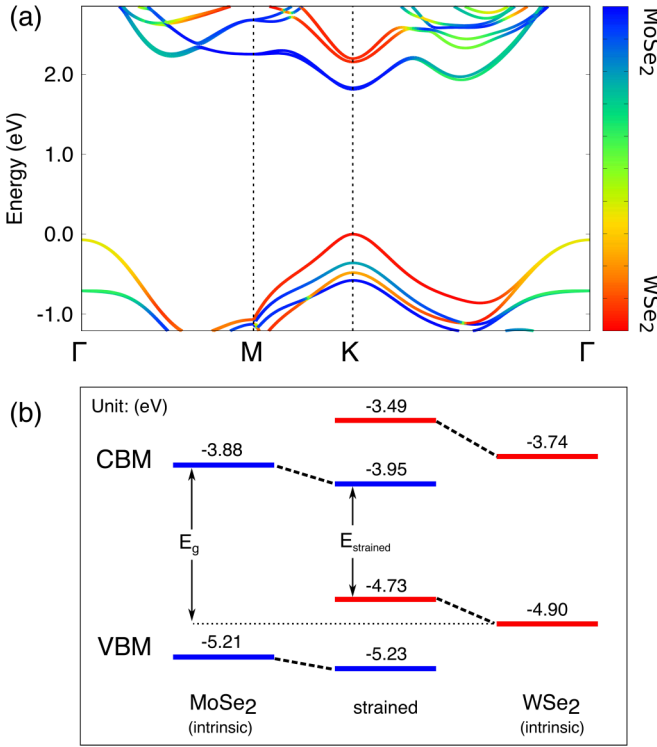 (a)
Energy (eV)
2.0
1.0
0.0
-1.0
Γ M K Γ
MoSe2
WSe2
(b)
Unit: (eV)
-3.49
-3.74
CBM
-3.88
-3.95
Eg
Estrained
-4.73
-4.90
VBM
-5.21
-5.23
MoSe2
(intrinsic)
strained
WSe2
(intrinsic)